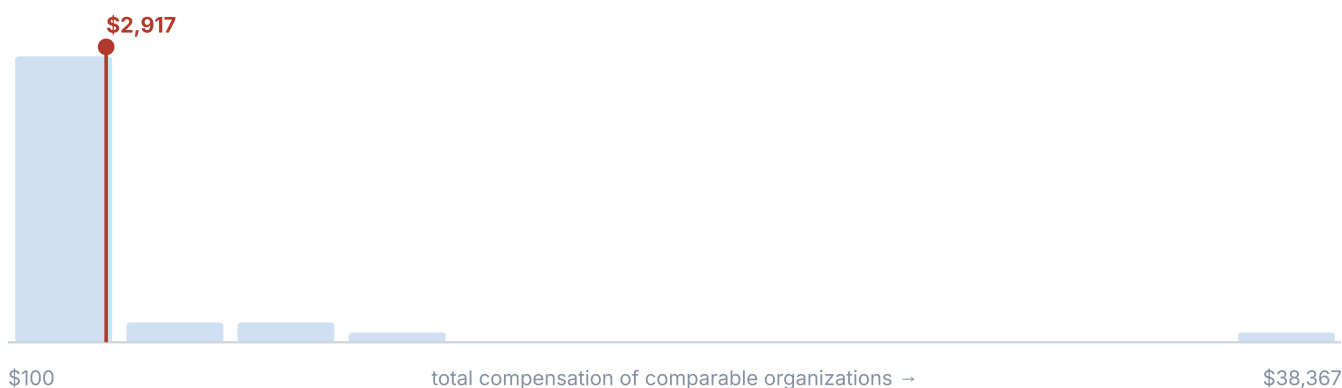 $2,917
$100
total compensation of comparable organizations →
$38,367